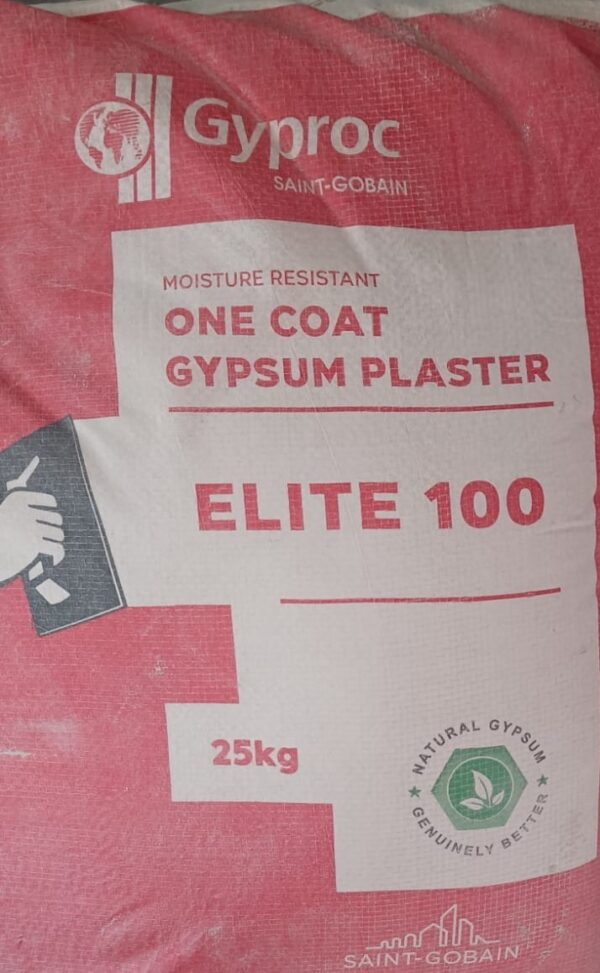 Gyproc
SAINT-GOBAIN
MOISTURE RESISTANT
ONE COAT
GYPSUM PLASTER
ELITE 100
25kg
NATURAL GYPSUM
GENUINELY BETTER
SAINT-GOBAIN